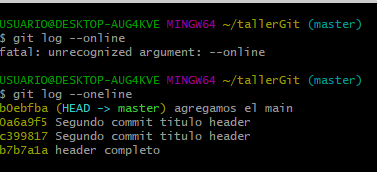 USUARIO@DESKTOP-AUG4KVE MINGW64 ~/tallerGit (master)
$ git log --online
fatal: unrecognized argument: --online
USUARIO@DESKTOP-AUG4KVE MINGW64 ~/tallerGit (master)
$ git log --oneline
b0ebfba (HEAD -> master) agregamos el main
0a6a9f5 Segundo commit titulo header
c399817 Segundo commit titulo header
b7b7a1a header completo